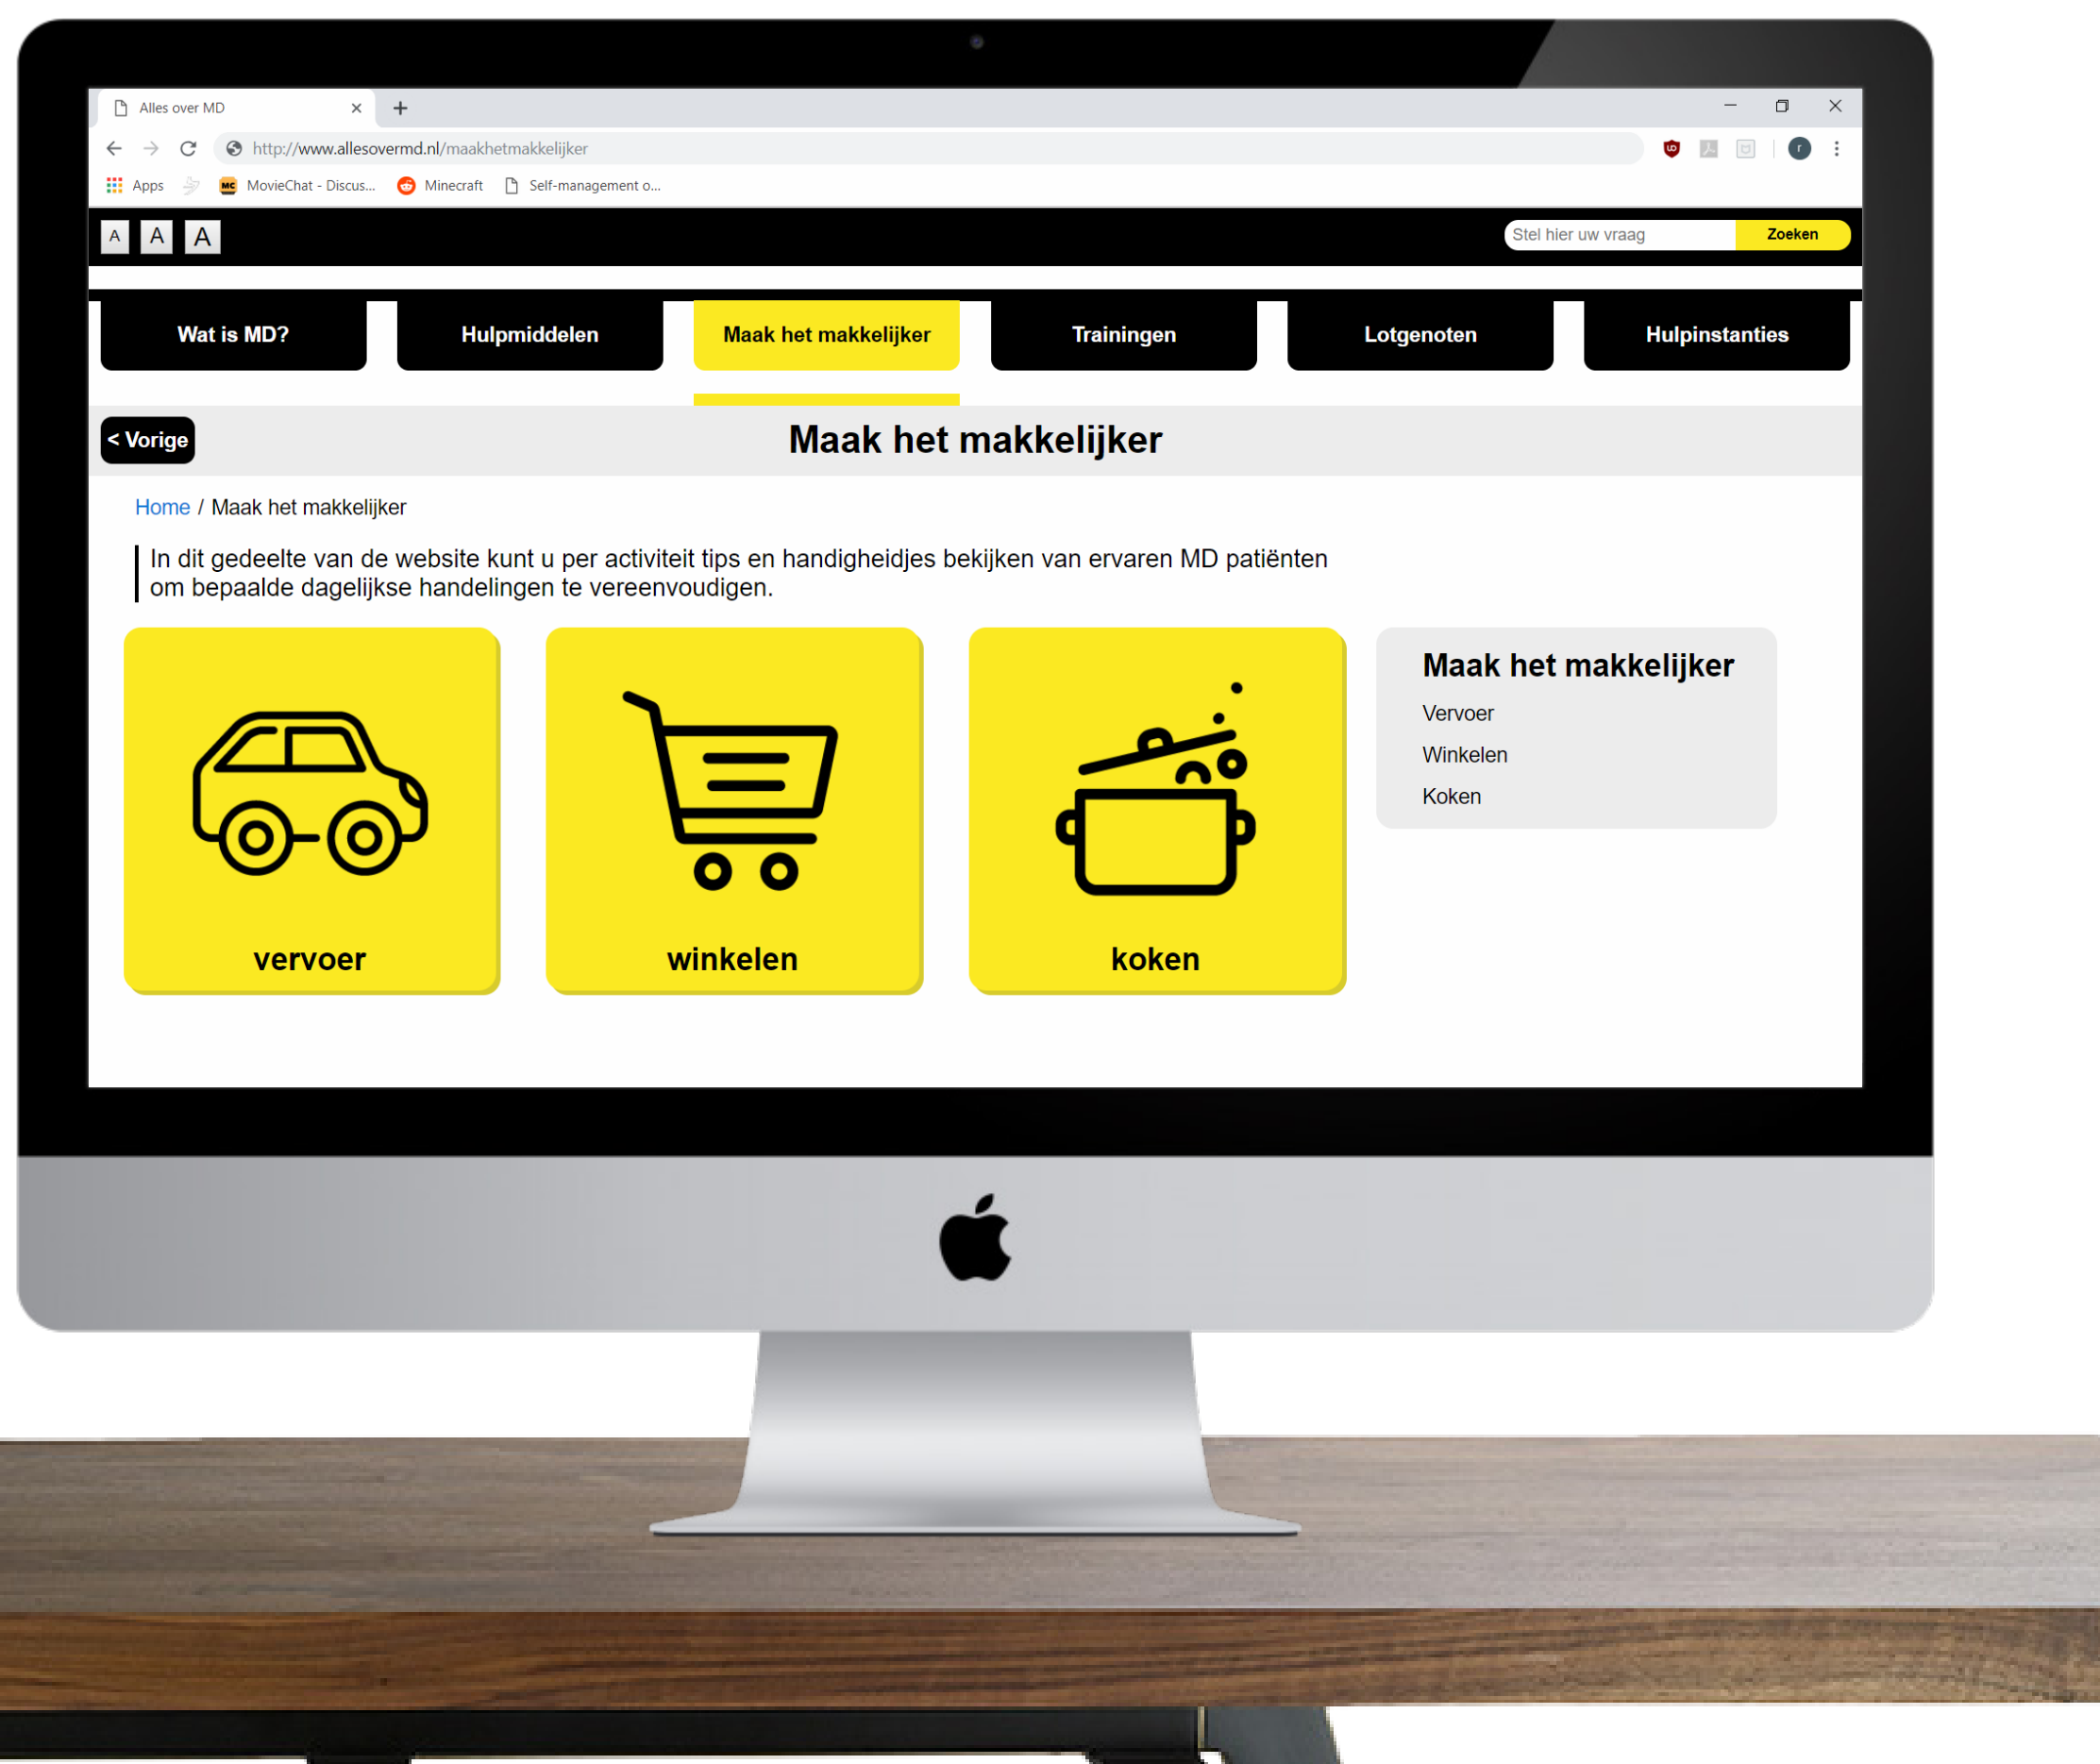 Alles over MD
http://www.allesovermd.nl/maakhetmakkelijker
Apps MC MovieChat - Discus... Minecraft Self-management o...
A A A
Stel hier uw vraag Zoeken
Wat is MD? Hulpmiddelen Maak het makkelijker Trainingen Lotgenoten Hulpinstanties
< Vorige Maak het makkelijker
Home / Maak het makkelijker
In dit gedeelte van de website kunt u per activiteit tips en handigheidjes bekijken van ervaren MD patiënten
om bepaalde dagelijkse handelingen te vereenvoudigen.
vervoer winkelen koken
Maak het makkelijker
Vervoer
Winkelen
Koken